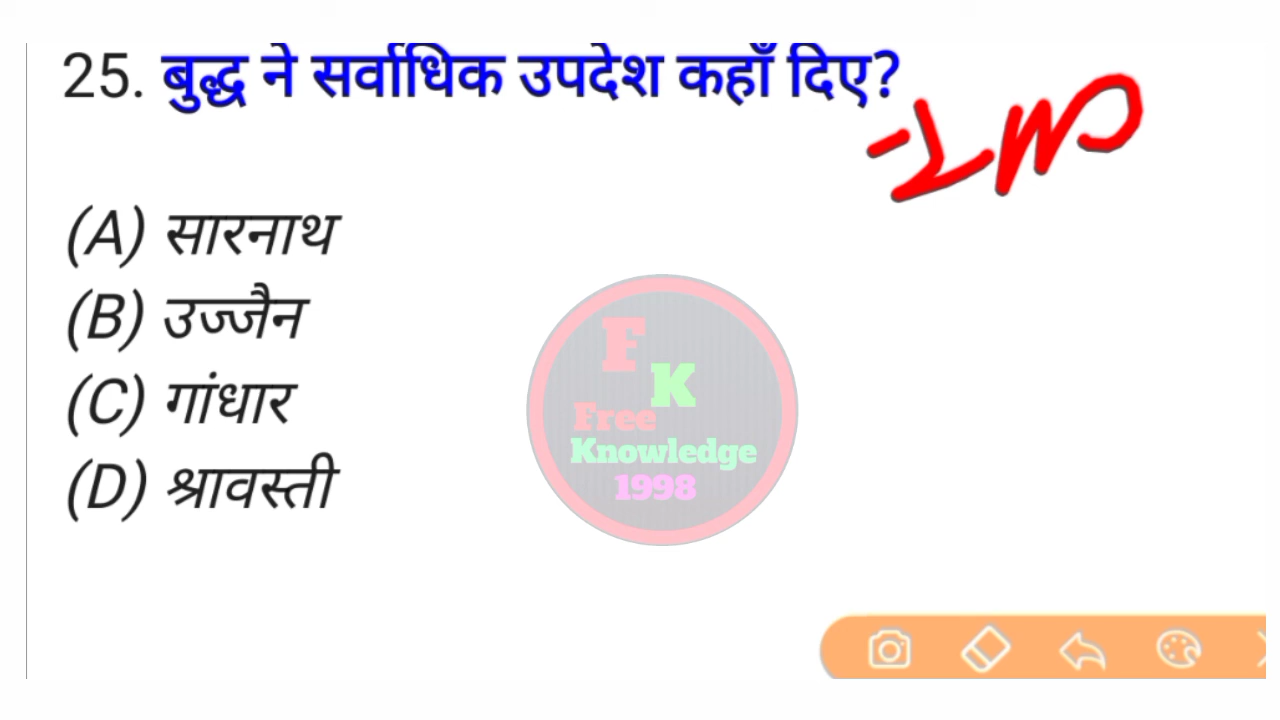 25. बुद्ध ने सर्वाधिक उपदेश कहाँ दिए?
(A) सारनाथ
(B) उज्जैन
(C) गांधार
(D) श्रावस्ती
F
K
Free
Knowledge
1998